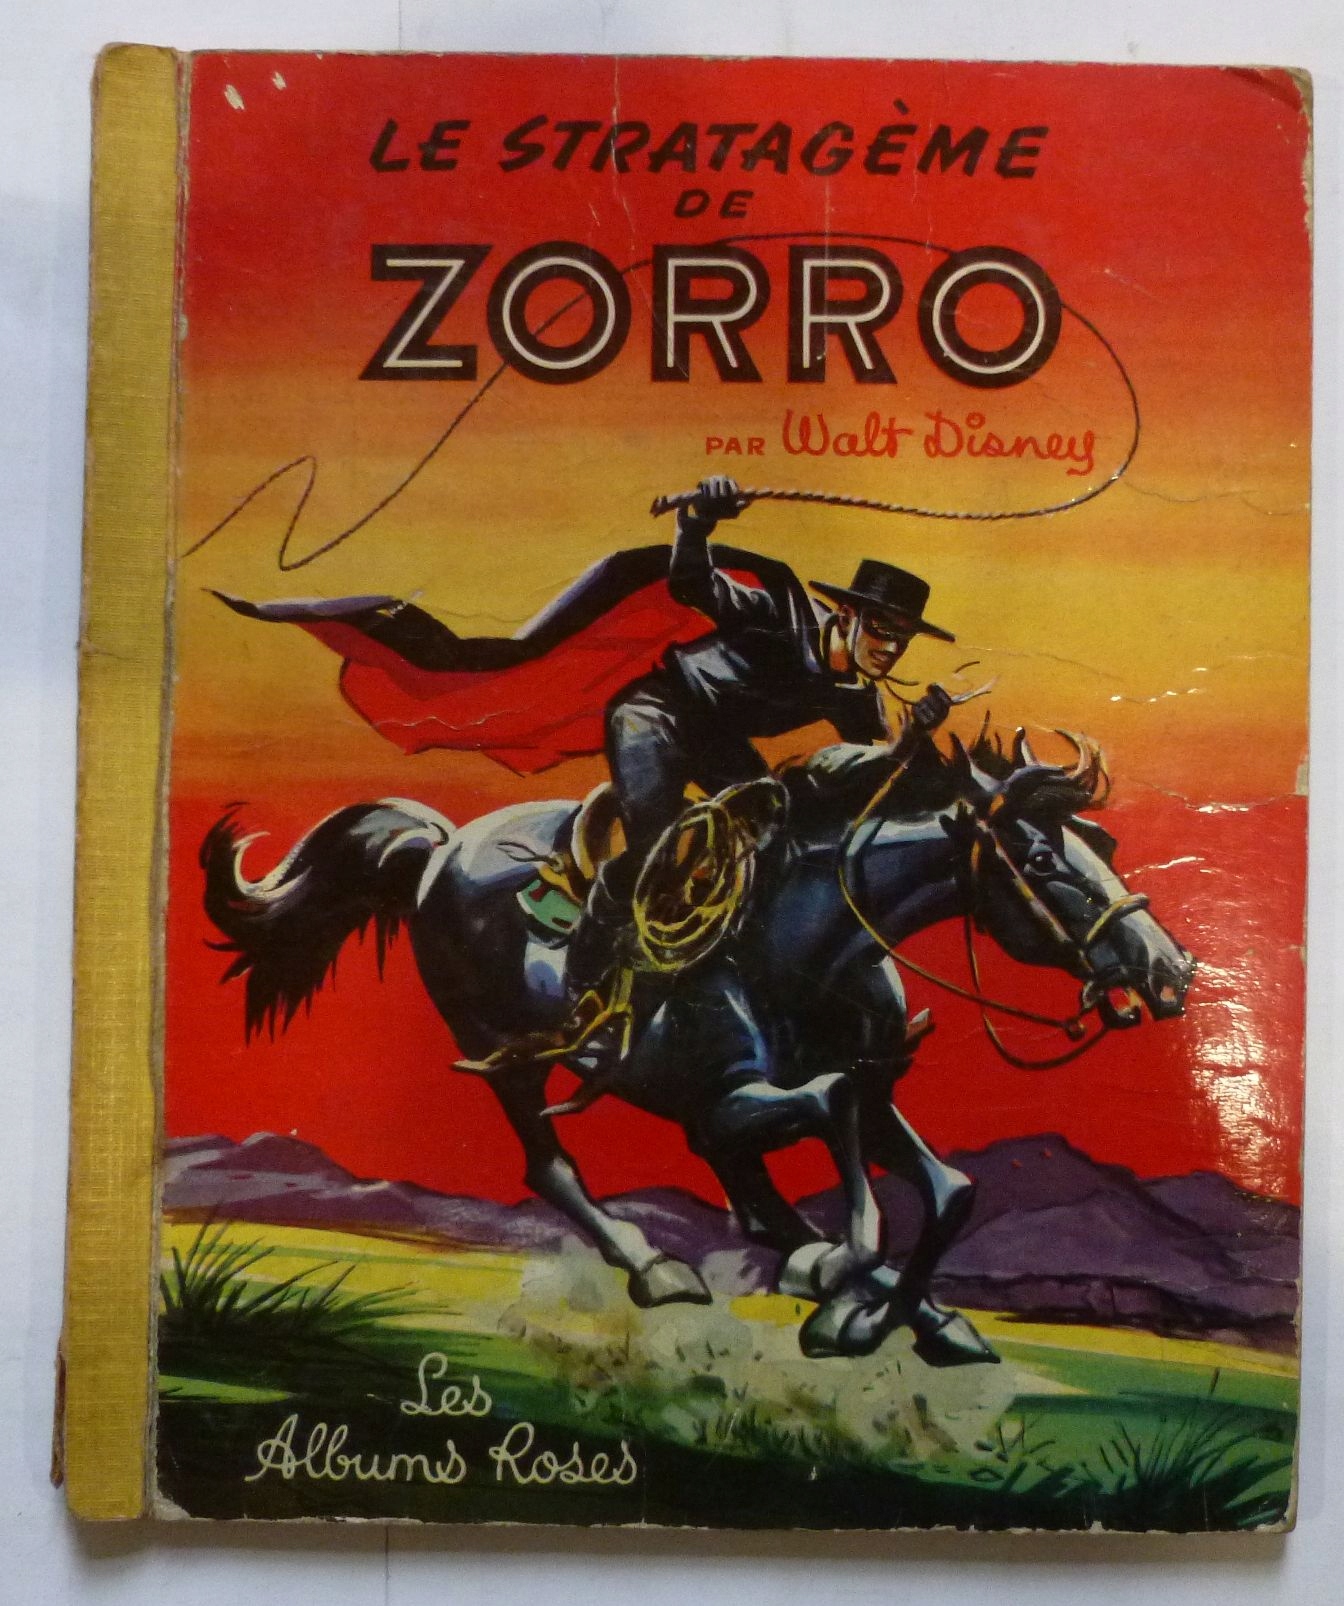 LE STRATAGÈME
DE
ZORRO
PAR Walt Disney
Les
Albums Roses